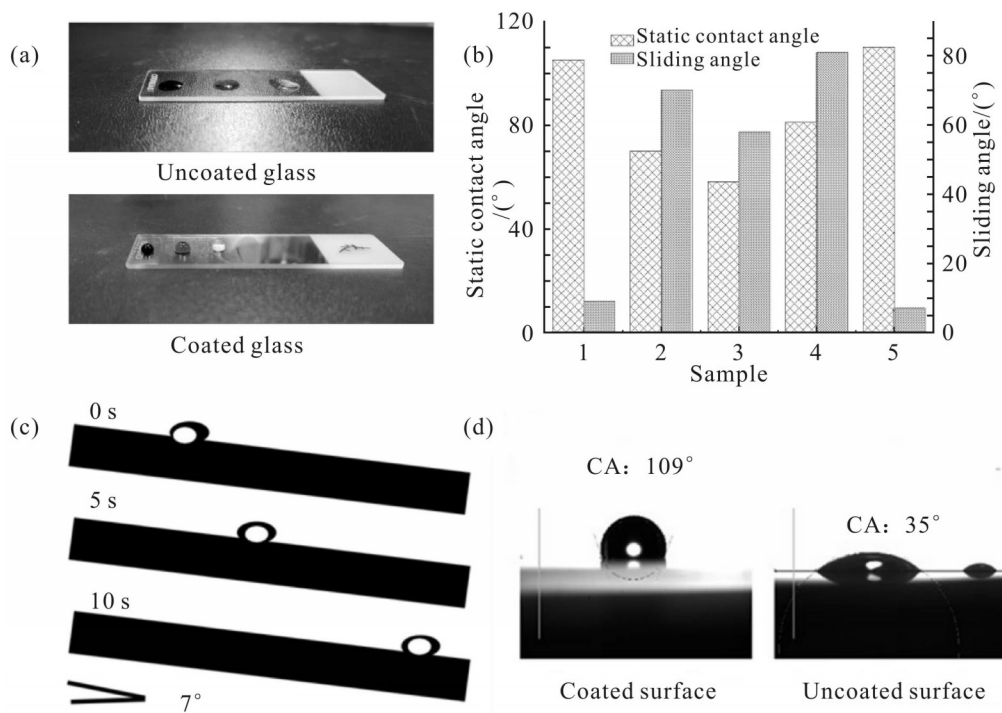 (a)
Uncoated glass
Coated glass
(b)
120
80
40
0
Static contact angle
/(°)
Static contact angle
Sliding angle
80
60
40
20
0
Sliding angle/(°)
1 2 3 4 5
Sample
(c)
0 s
5 s
10 s
7°
(d)
CA: 109°
CA: 35°
Coated surface
Uncoated surface